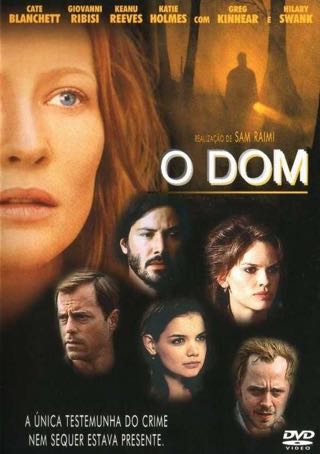 CATE BLANCHETT GIOVANNI RIBISI KEANU REEVES KATIE HOLMES COM GREG KINNEAR E HILARY SWANK
REALIZAÇÃO DE SAM RAIMI
O DOM
A ÚNICA TESTEMUNHA DO CRIME
NEM SEQUER ESTAVA PRESENTE.
DVD
VIDEO